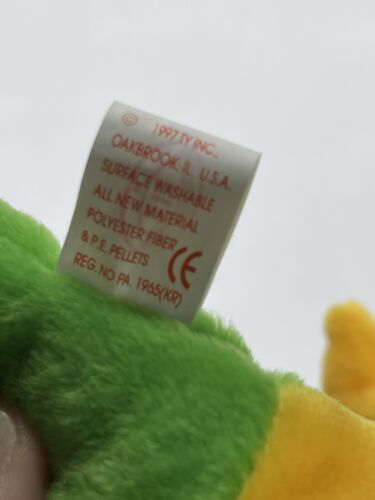 © 1997 TY INC.,
OAKBROOK, IL. U.S.A.
SURFACE WASHABLE
ALL NEW MATERIAL
POLYESTER FIBER
& P.E. PELLETS CE
REG. NO PA. 1965(KR)